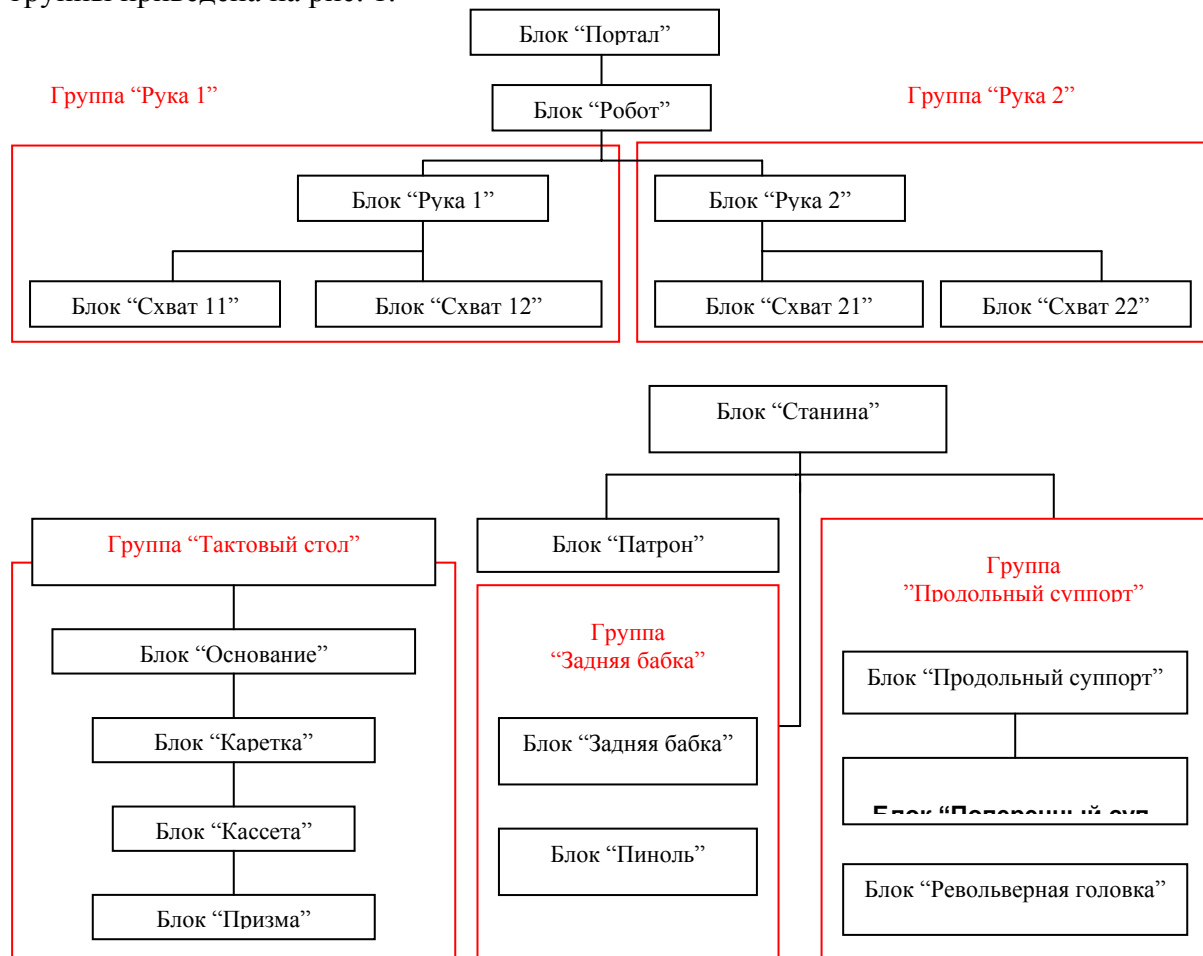 группы приведена на рис. 1.
Блок “Портал”
Группа “Рука 1”
Блок “Робот”
Группа “Рука 2”
Блок “Рука 1”
Блок “Рука 2”
Блок “Схват 11”
Блок “Схват 12”
Блок “Схват 21”
Блок “Схват 22”
Блок “Станина”
Группа “Тактовый стол”
Блок “Патрон”
Группа
”Продольный суппорт”
Группа
“Задняя бабка”
Блок “Основание”
Блок “Продольный суппорт”
Блок “Каретка”
Блок “Задняя бабка”
Блок “Поперечный суп-
Блок “Кассета”
Блок “Пиноль”
Блок “Револьверная головка”
Блок “Призма”